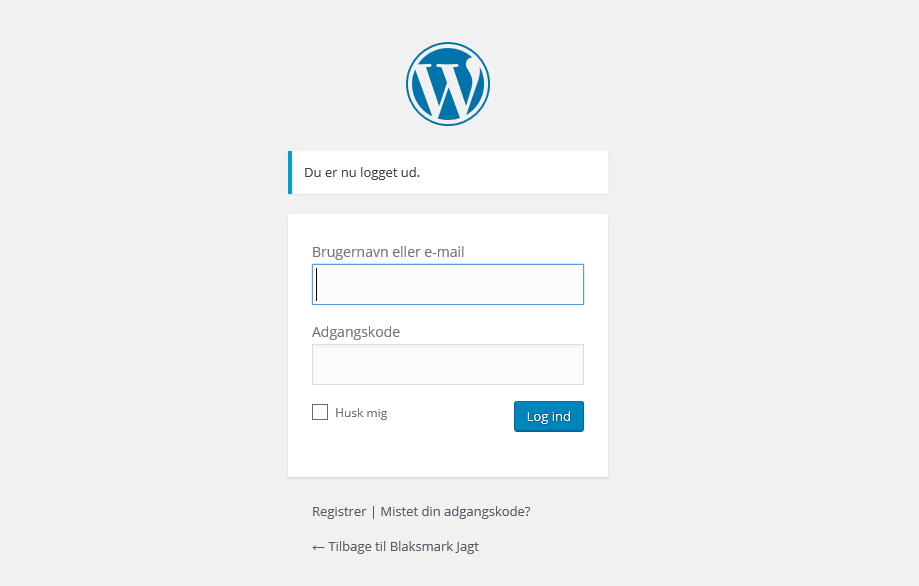 Du er nu logget ud.
Brugernavn eller e-mail
Adgangskode
Husk mig
Log ind
Registrer | Mistet din adgangskode?
← Tilbage til Blaksmark Jagt